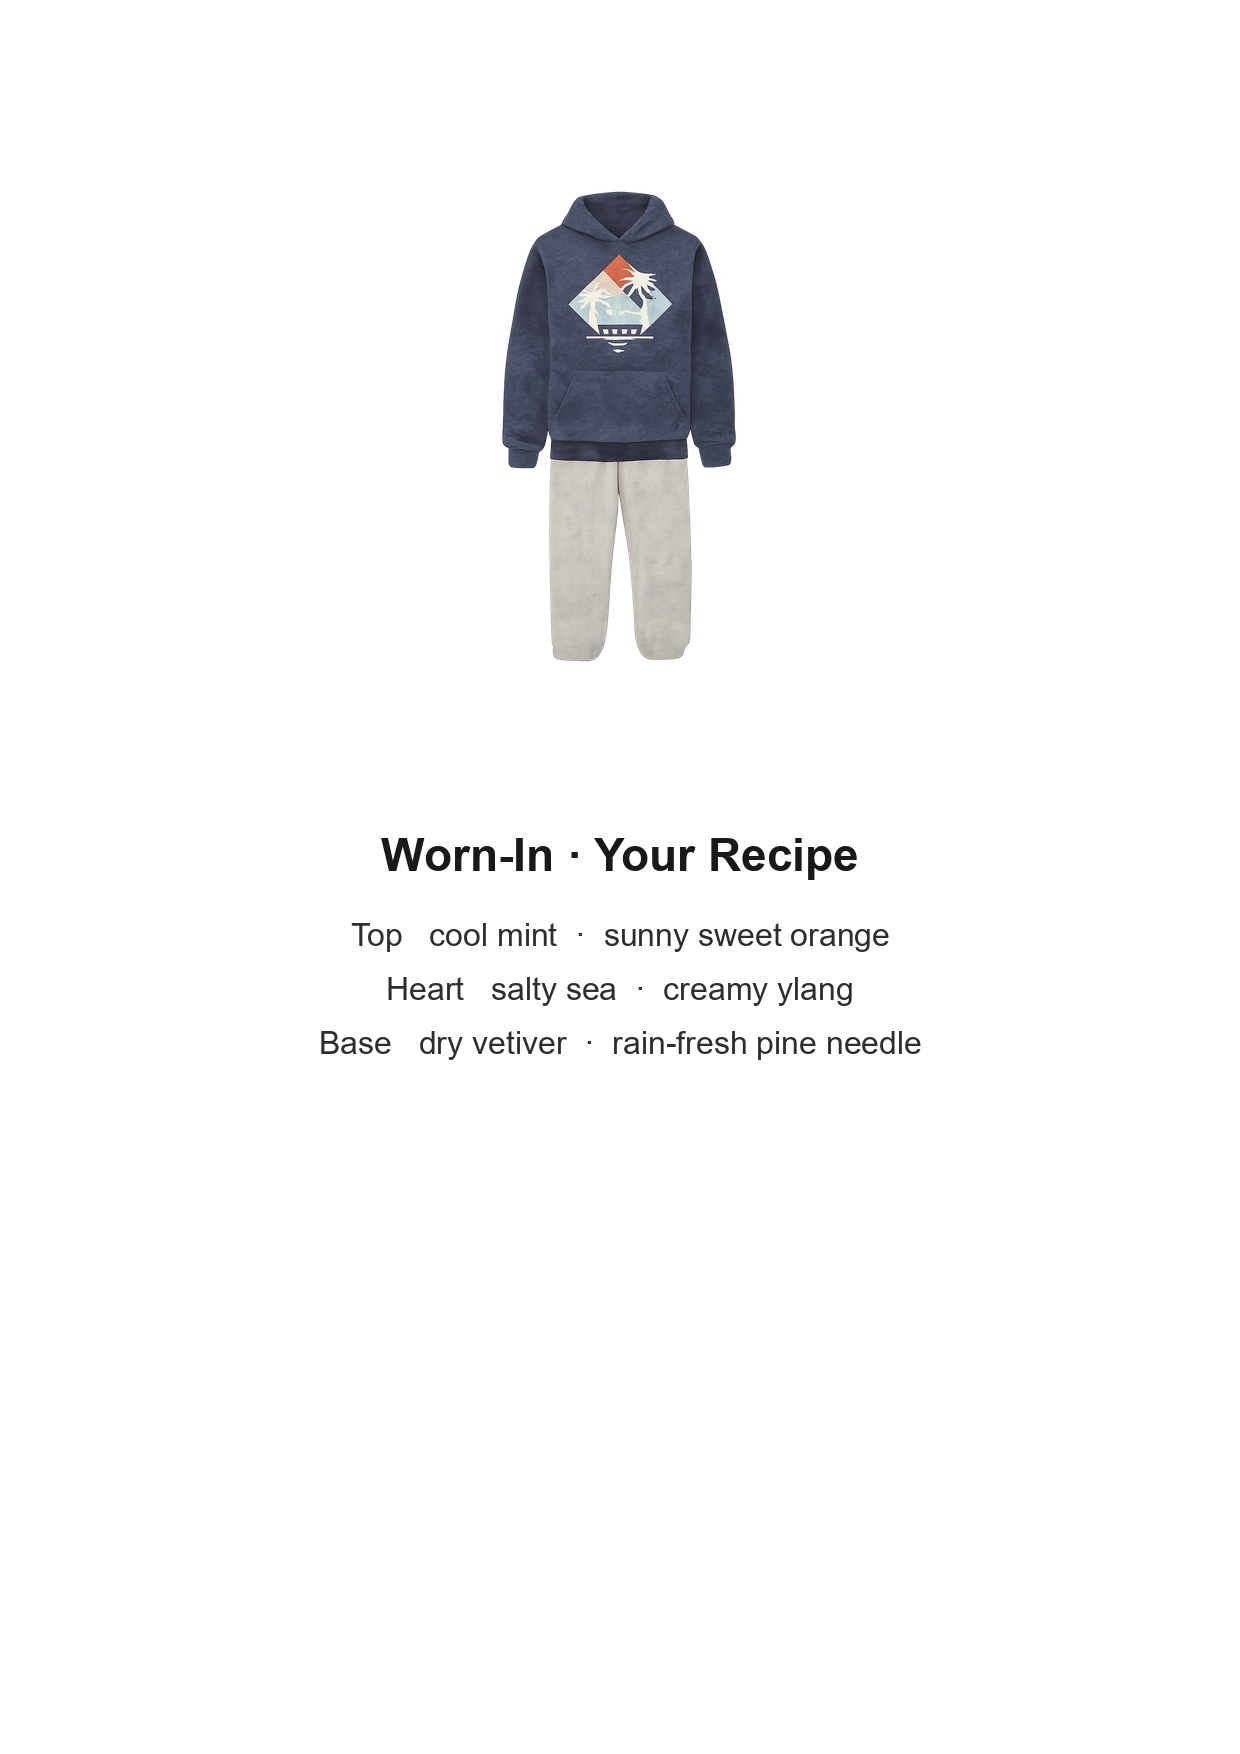 Worn-In · Your Recipe
Top cool mint · sunny sweet orange
Heart salty sea · creamy ylang
Base dry vetiver · rain-fresh pine needle